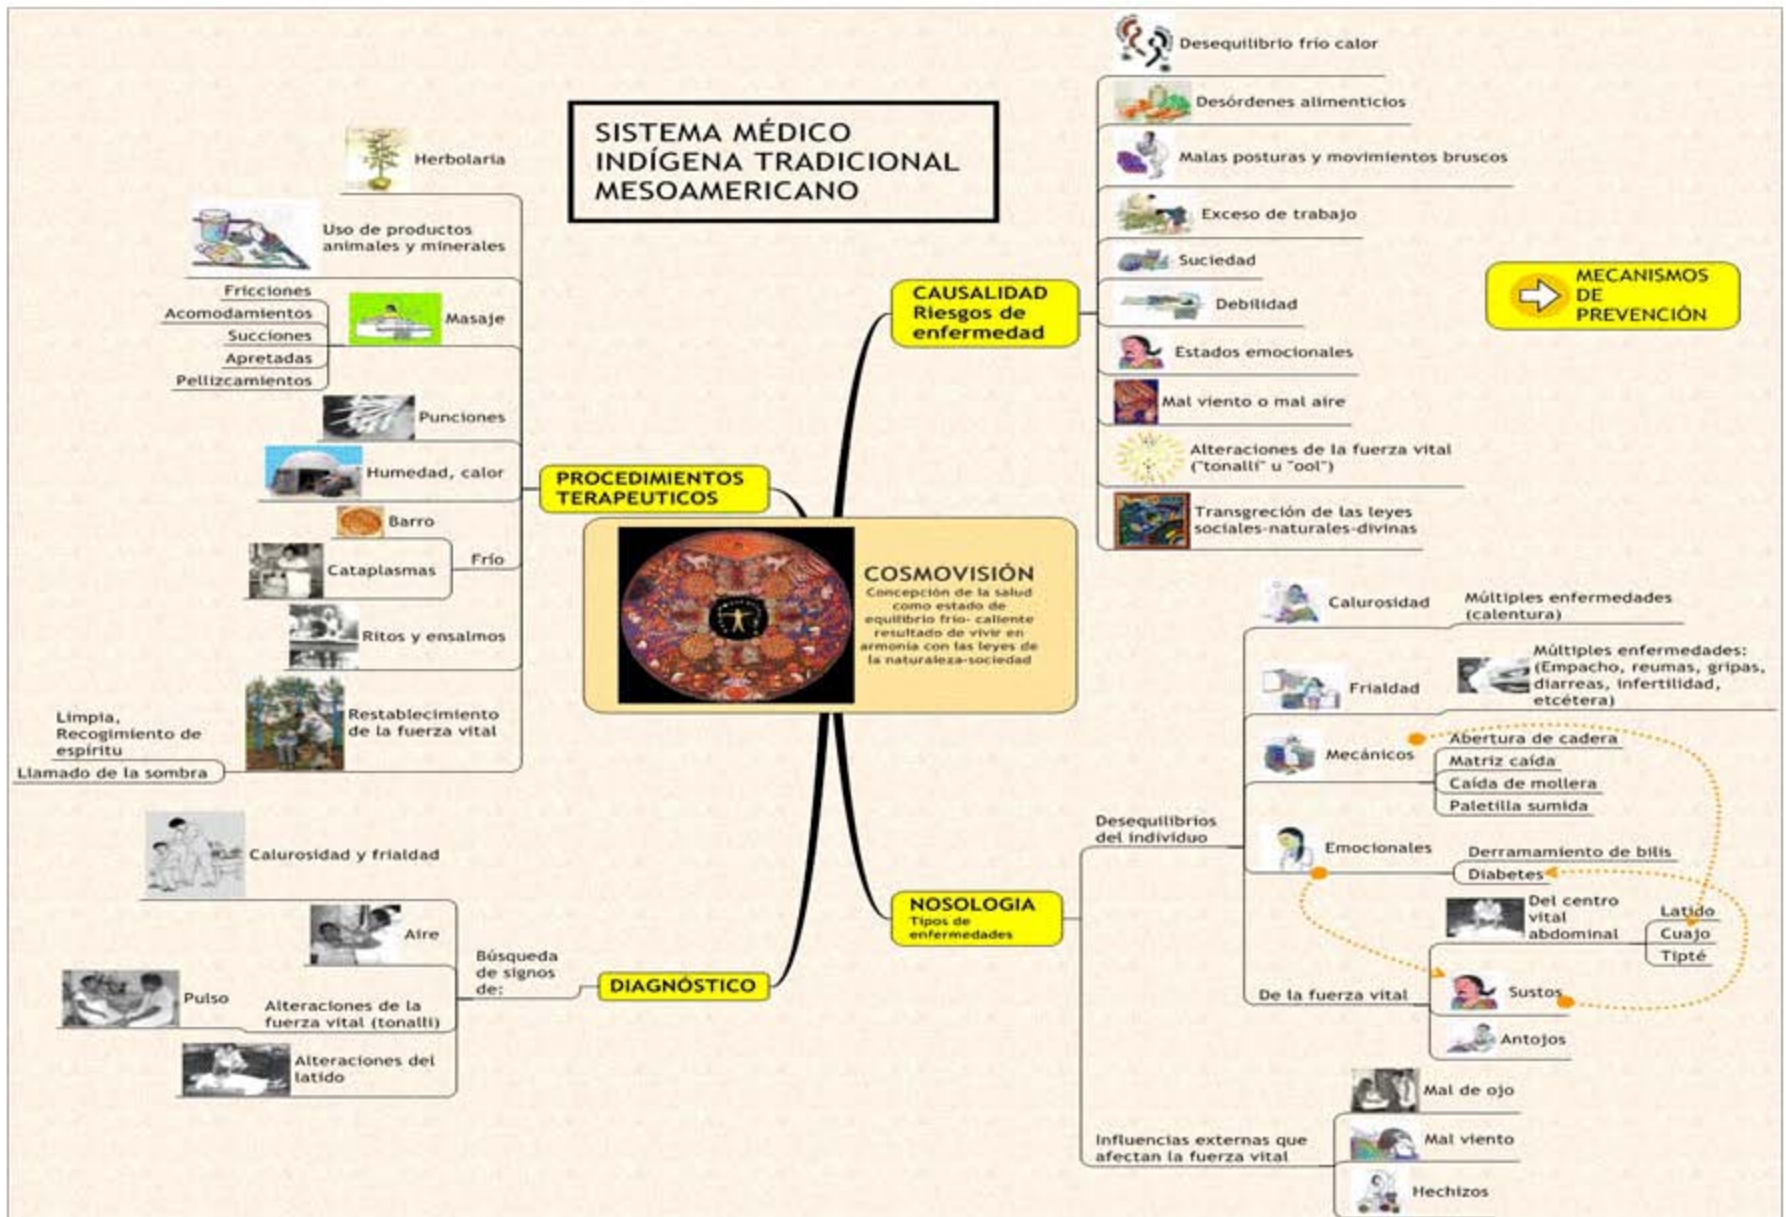 SISTEMA MÉDICO
INDÍGENA TRADICIONAL
MESOAMERICANO
Herbolaria
Uso de productos
animales y minerales
Fricciones
Acomodamientos
Succiones
Apretadas
Pellizcamientos
Masaje
Punciones
Humedad, calor
Barro
Cataplasmas
Frío
Ritos y ensalmos
Restablecimiento
de la fuerza vital
Limpia,
Recogimiento de
espíritu
Llamado de la sombra
PROCEDIMIENTOS
TERAPEUTICOS
CAUSALIDAD
Riesgos de
enfermedad
Desequilibrio frío calor
Desórdenes alimenticios
Malas posturas y movimientos bruscos
Exceso de trabajo
Suciedad
Debilidad
Estados emocionales
Mal viento o mal aire
Alteraciones de la fuerza vital
("tonalli" u "ool")
Transgreción de las leyes
sociales-naturales-divinas
MECANISMOS
DE
PREVENCIÓN
COSMOVISIÓN
Concepción de la salud
como estado de
equilibrio frio- caliente
resultado de vivir en
armonía con las leyes de
la naturaleza-sociedad
Calurosidad y frialdad
Aire
Pulso
Alteraciones de la
fuerza vital (tonalli)
Alteraciones del
latido
Búsqueda
de signos
de:
DIAGNÓSTICO
NOSOLOGIA
Tipos de
enfermedades
Desequilibrios
del individuo
Calurosidad
Múltiples enfermedades
(calentura)
Frialdad
Múltiples enfermedades:
(Empacho, reumas, gripas,
diarreas, infertilidad,
etcétera)
Mecánicos
Abertura de cadera
Matriz caída
Caída de mollera
Paletilla sumida
Emocionales
Derramamiento de bilis
Diabetes
De la fuerza vital
Del centro
vital
abdominal
Latido
Cuajo
Tipté
Sustos
Antojos
Influencias externas que
afectan la fuerza vital
Mal de ojo
Mal viento
Hechizos